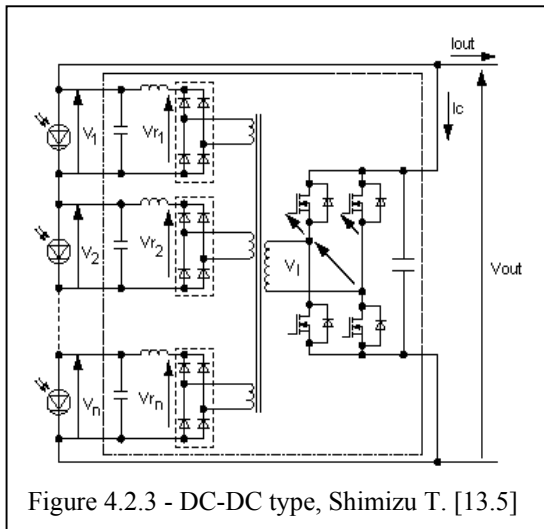 Iout
Ic
V1
Vr1
V2
Vr2
VI
Vout
Vn
Vrn
Figure 4.2.3 - DC-DC type, Shimizu T. [13.5]